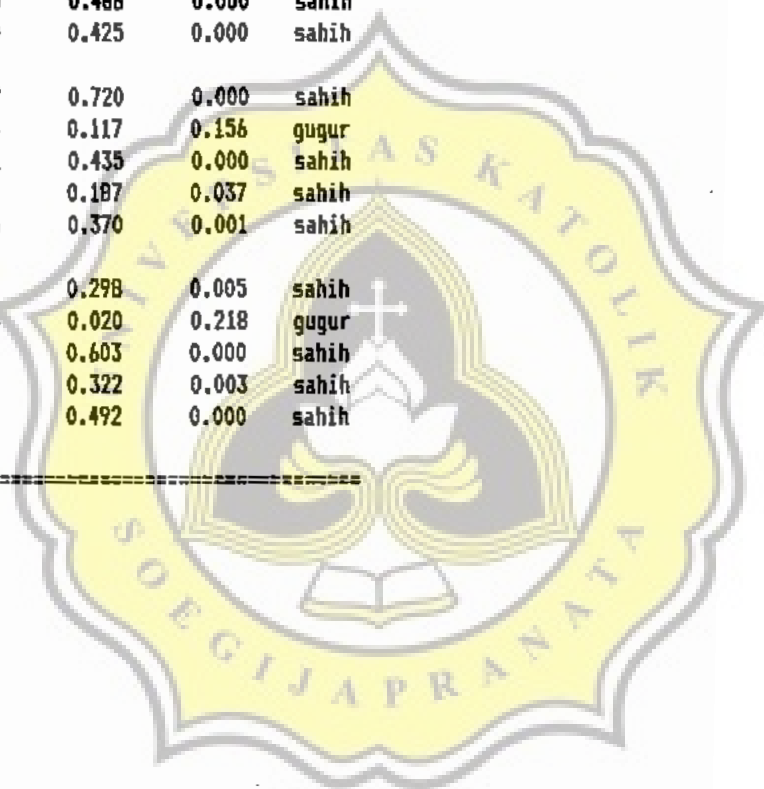 0.000 sahih
0.425 0.000 sahih
0.720 0.000 sahih
0.117 0.156 gugur
0.435 0.000 sahih
0.187 0.037 sahih
0.370 0.001 sahih
0.298 0.005 sahih
0.020 0.218 gugur
0.603 0.000 sahih
0.322 0.003 sahih
0.492 0.000 sahih
UNIVERSITAS KATOLIK
SOEGIJAPRANATA